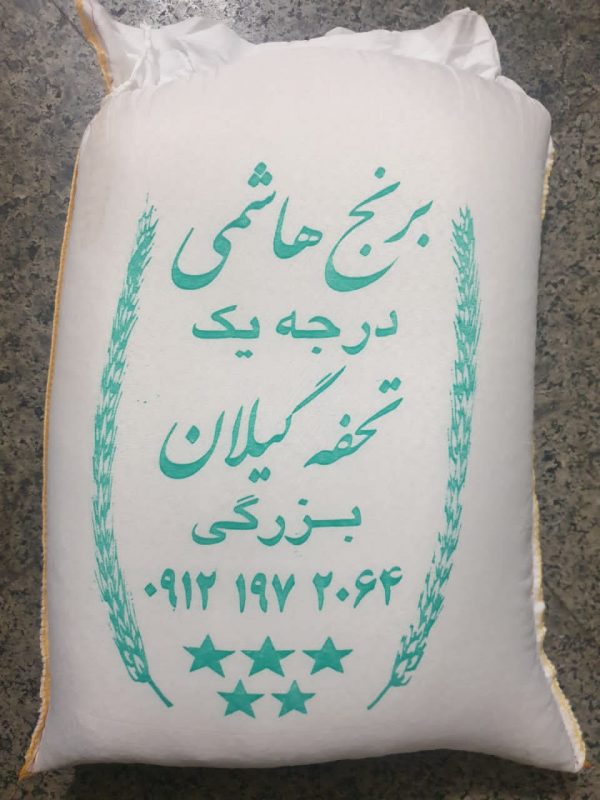 برنج هاشمی
درجه یک
تحفه گیلان
بزرگی
۰۹۱۲ ۱۹۷ ۲۰۶۴